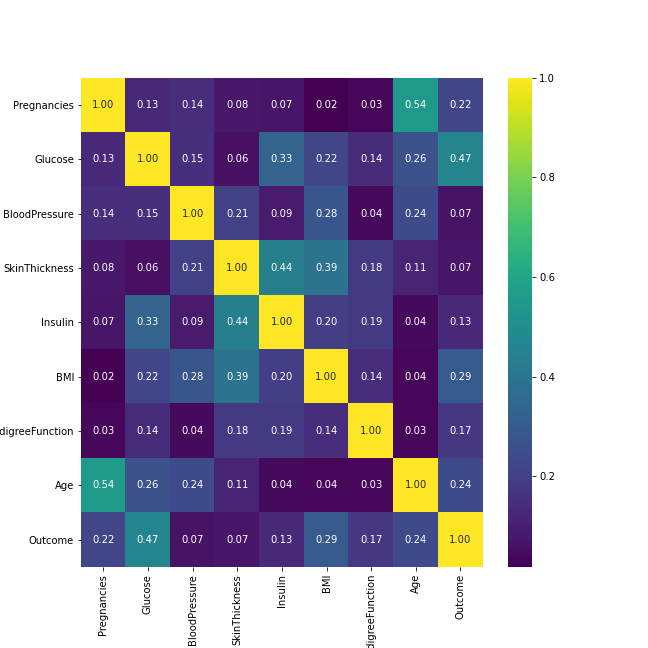 Pregnancies 1.00 0.13 0.14 0.08 0.07 0.02 0.03 0.54 0.22
Glucose 0.13 1.00 0.15 0.06 0.33 0.22 0.14 0.26 0.47
BloodPressure 0.14 0.15 1.00 0.21 0.09 0.28 0.04 0.24 0.07
SkinThickness 0.08 0.06 0.21 1.00 0.44 0.39 0.18 0.11 0.07
Insulin 0.07 0.33 0.09 0.44 1.00 0.20 0.19 0.04 0.13
BMI 0.02 0.22 0.28 0.39 0.20 1.00 0.14 0.04 0.29
digreeFunction 0.03 0.14 0.04 0.18 0.19 0.14 1.00 0.03 0.17
Age 0.54 0.26 0.24 0.11 0.04 0.04 0.03 1.00 0.24
Outcome 0.22 0.47 0.07 0.07 0.13 0.29 0.17 0.24 1.00
Pregnancies Glucose BloodPressure SkinThickness Insulin BMI digreeFunction Age Outcome
1.0
0.8
0.6
0.4
0.2